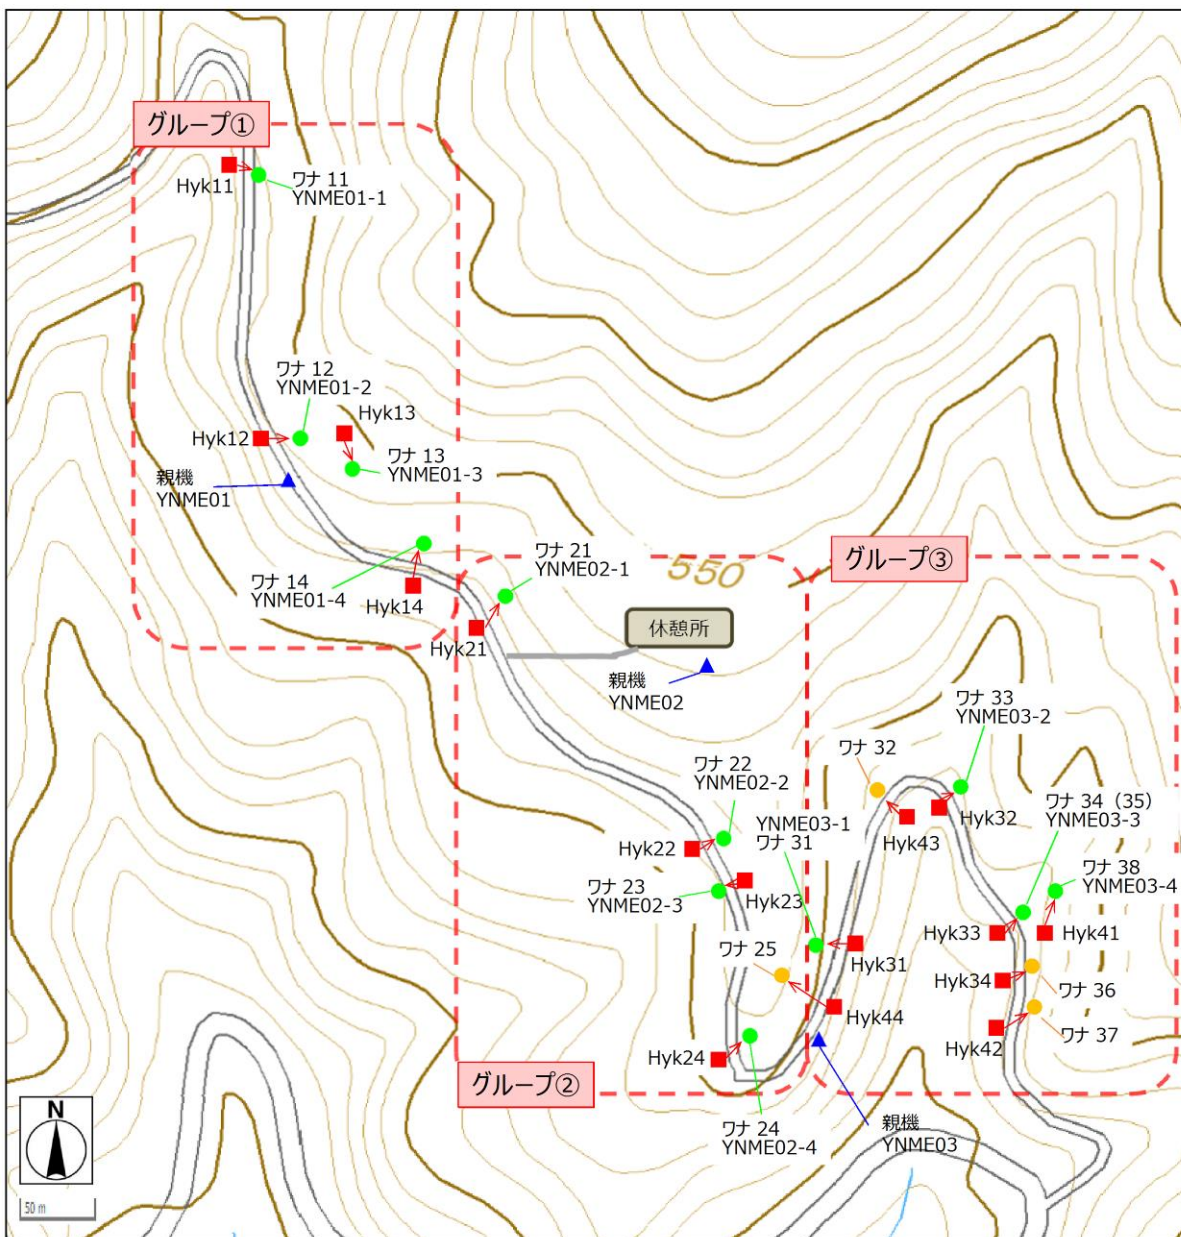 グループ①
Hyk11
ワナ 11
YNME01-1
ワナ 12
YNME01-2
Hyk13
Hyk12
ワナ 13
YNME01-3
親機
YNME01
ワナ 14
YNME01-4
Hyk14
ワナ 21
YNME02-1
Hyk21
550
休憩所
親機
YNME02
グループ③
ワナ 33
YNME03-2
ワナ 32
ワナ 22
YNME02-2
YNME03-1
ワナ 31
ワナ 34（35）
YNME03-3
Hyk32
Hyk43
Hyk22
ワナ 23
YNME02-3
Hyk23
ワナ 38
YNME03-4
Hyk33
Hyk41
ワナ 25
Hyk31
Hyk34
ワナ 36
Hyk44
ワナ 37
Hyk42
Hyk24
グループ②
ワナ 24
YNME02-4
親機
YNME03
N
50 m